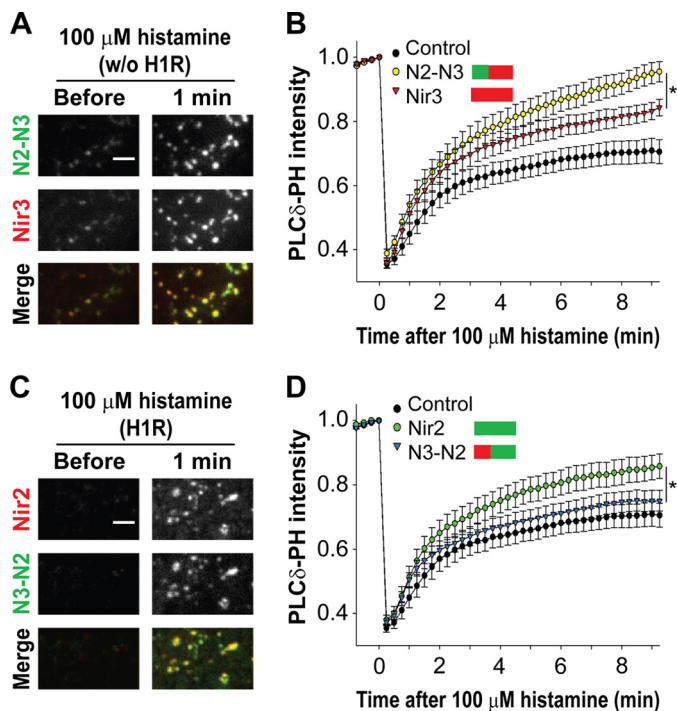 A
100 μM histamine
(w/o H1R)
Before
1 min
N2-N3
Nir3
Merge
B
Control
N2-N3
Nir3
*
PLCδ-PH intensity
1.0
0.8
0.6
0.4
0
2
4
6
8
Time after 100 μM histamine (min)
C
100 μM histamine
(H1R)
Before
1 min
Nir2
N3-N2
Merge
D
Control
Nir2
N3-N2
*
PLCδ-PH intensity
1.0
0.8
0.6
0.4
0
2
4
6
8
Time after 100 μM histamine (min)